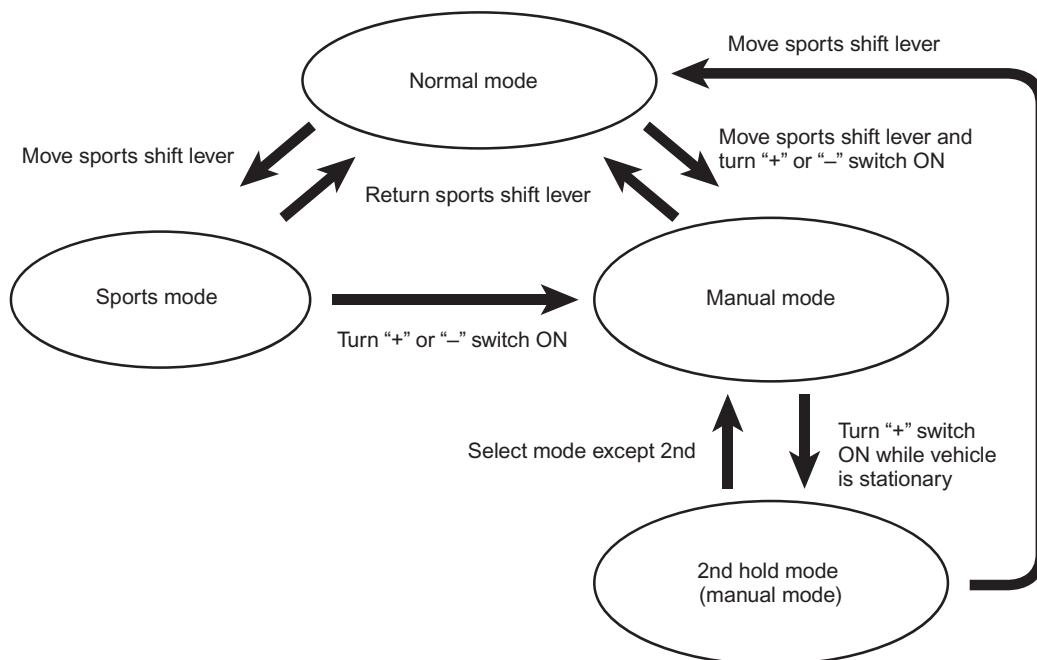 Move sports shift lever
Normal mode
Move sports shift lever
Move sports shift lever and
turn “+” or “–” switch ON
Return sports shift lever
Sports mode
Manual mode
Turn “+” or “–” switch ON
Select mode except 2nd
Turn “+” switch
ON while vehicle
is stationary
2nd hold mode
(manual mode)